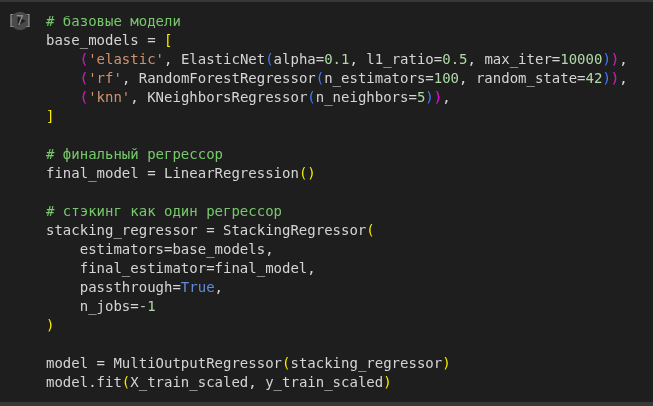 [7] # базовые модели
base_models = [
    ('elastic', ElasticNet(alpha=0.1, l1_ratio=0.5, max_iter=10000)),
    ('rf', RandomForestRegressor(n_estimators=100, random_state=42)),
    ('knn', KNeighborsRegressor(n_neighbors=5)),
]
# финальный регрессор
final_model = LinearRegression()
# стэкинг как один регрессор
stacking_regressor = StackingRegressor(
    estimators=base_models,
    final_estimator=final_model,
    passthrough=True,
    n_jobs=-1
)
model = MultiOutputRegressor(stacking_regressor)
model.fit(X_train_scaled, y_train_scaled)